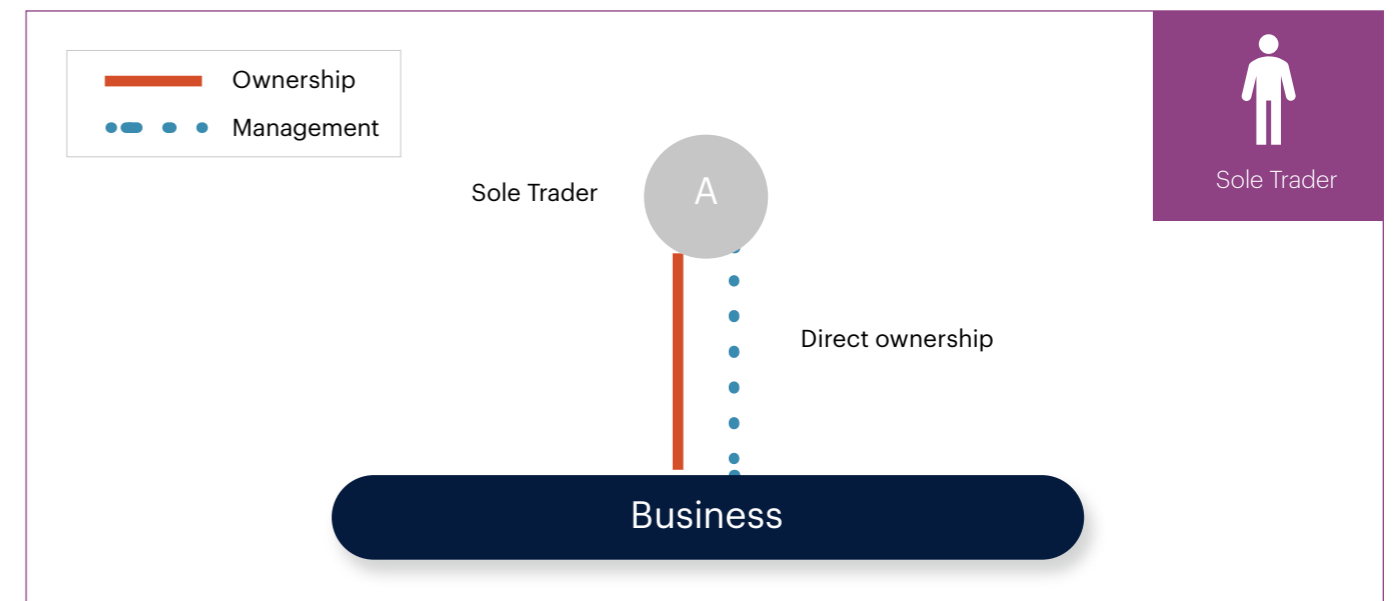 Ownership
Management
Sole Trader
Sole Trader
A
Direct ownership
Business